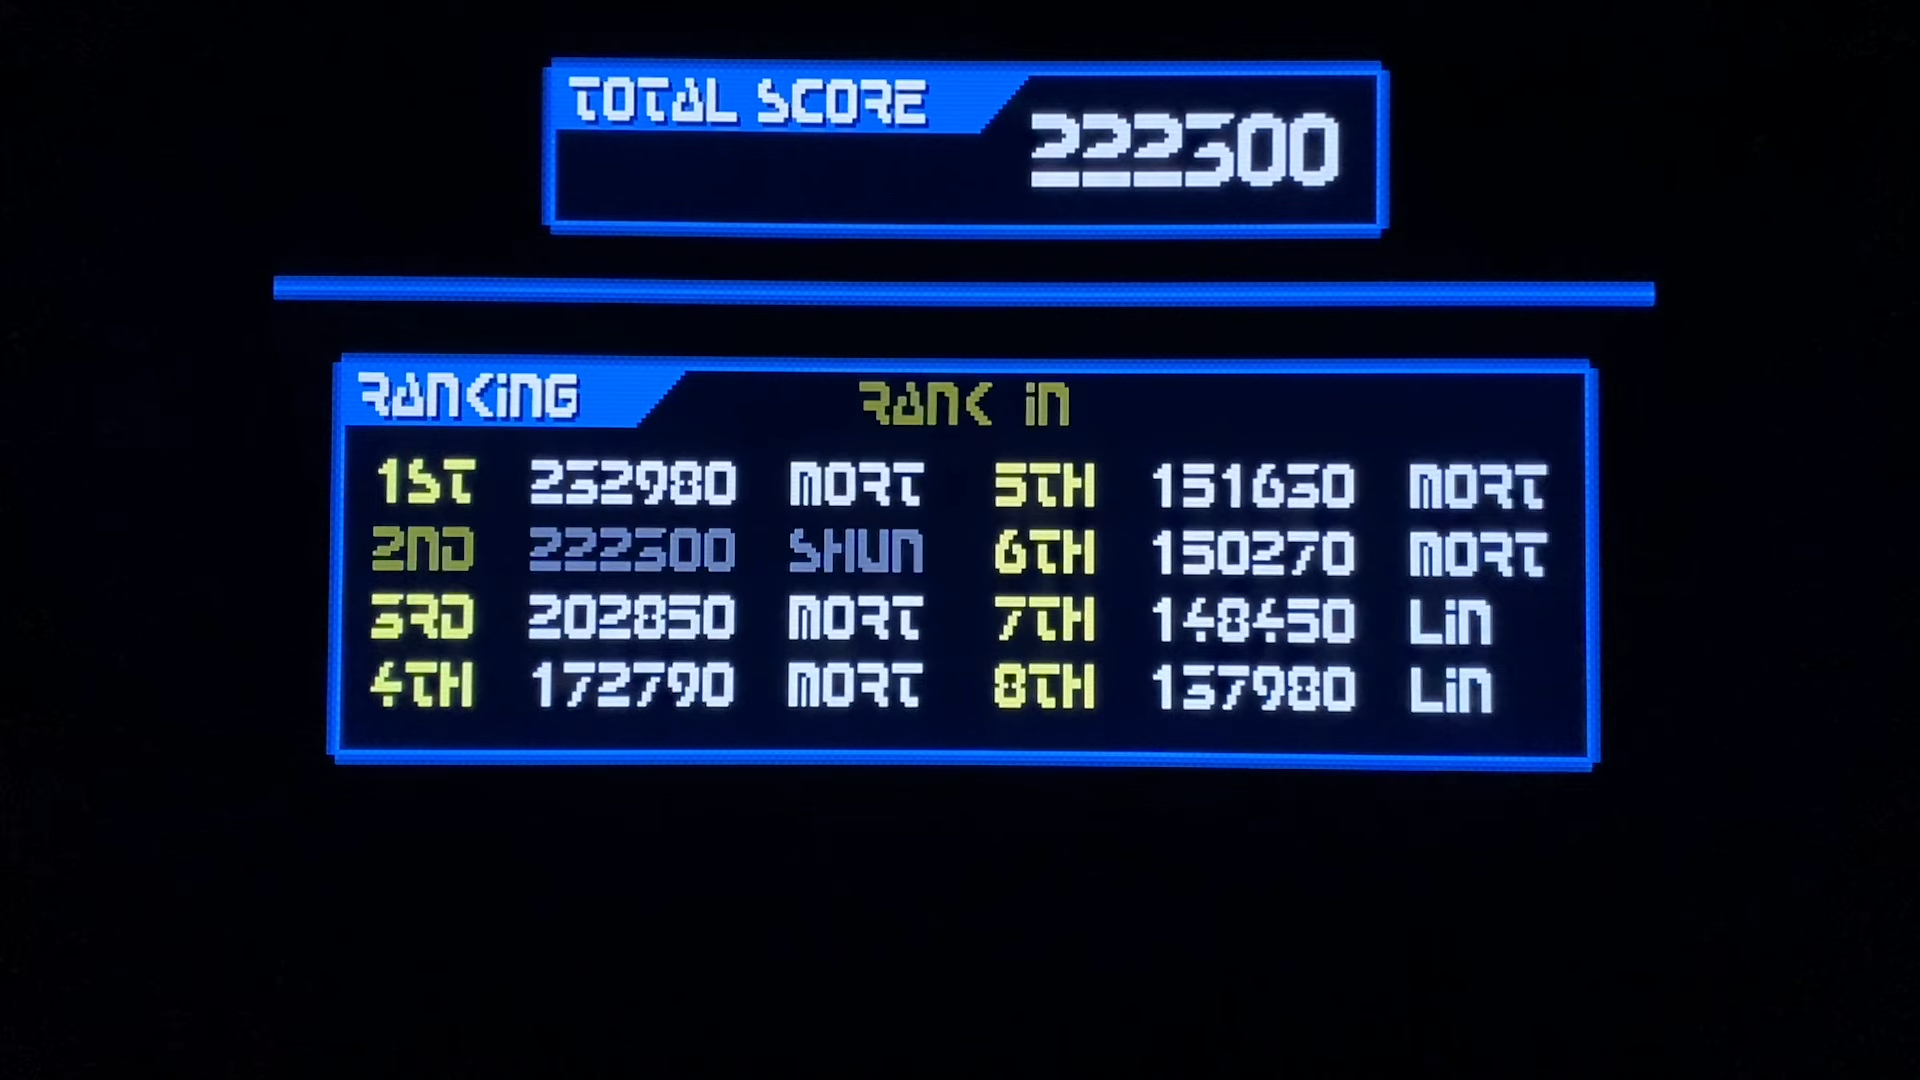 TOTAL SCORE
222300
RANKiNG RANK iN
1ST 232980 MORT 5TH 151630 MORT
2ND 222300 SHUN 6TH 150270 MORT
3RD 202850 MORT 7TH 148450 LiN
4TH 172790 MORT 8TH 137980 LiN